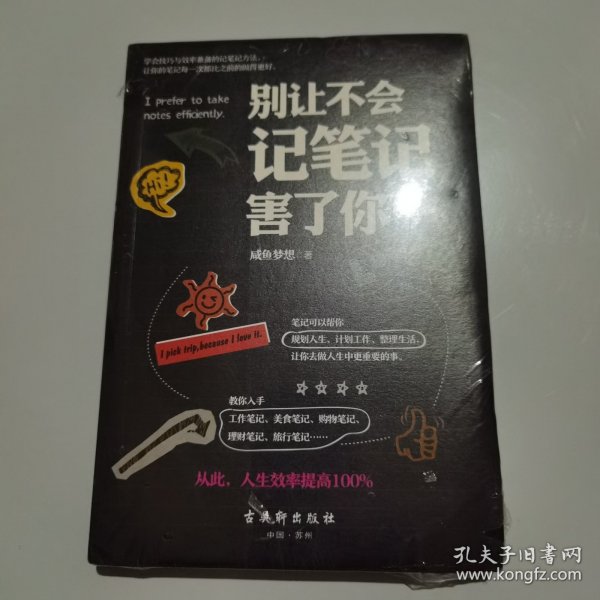 学会技巧与效率兼备的记笔记方法，
让你的笔记每一次都比之前的做得更好。
I prefer to take
notes efficiently.
别让不会
记笔记
害了你
咸鱼梦想 著
笔记可以帮你
规划人生、计划工作、整理生活，
让你去做人生中更重要的事。
I pick trip,because I love it.
教你入手
工作笔记、美食笔记、购物笔记、
理财笔记、旅行笔记……
从此，人生效率提高100%
古吴轩出版社
中国·苏州
孔夫子旧书网
www.kongfz.com